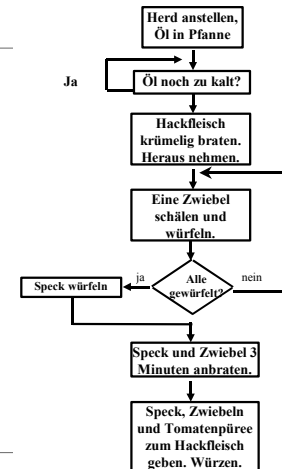 Herd anstellen,
Öl in Pfanne
Ja
Öl noch zu kalt?
Hackfleisch
krümelig braten.
Heraus nehmen.
Eine Zwiebel
schälen und
würfeln.
Speck würfeln
ja
Alle
gewürfelt?
nein
Speck und Zwiebel 3
Minuten anbraten.
Speck, Zwiebeln
und Tomatenpüree
zum Hackfleisch
geben. Würzen.